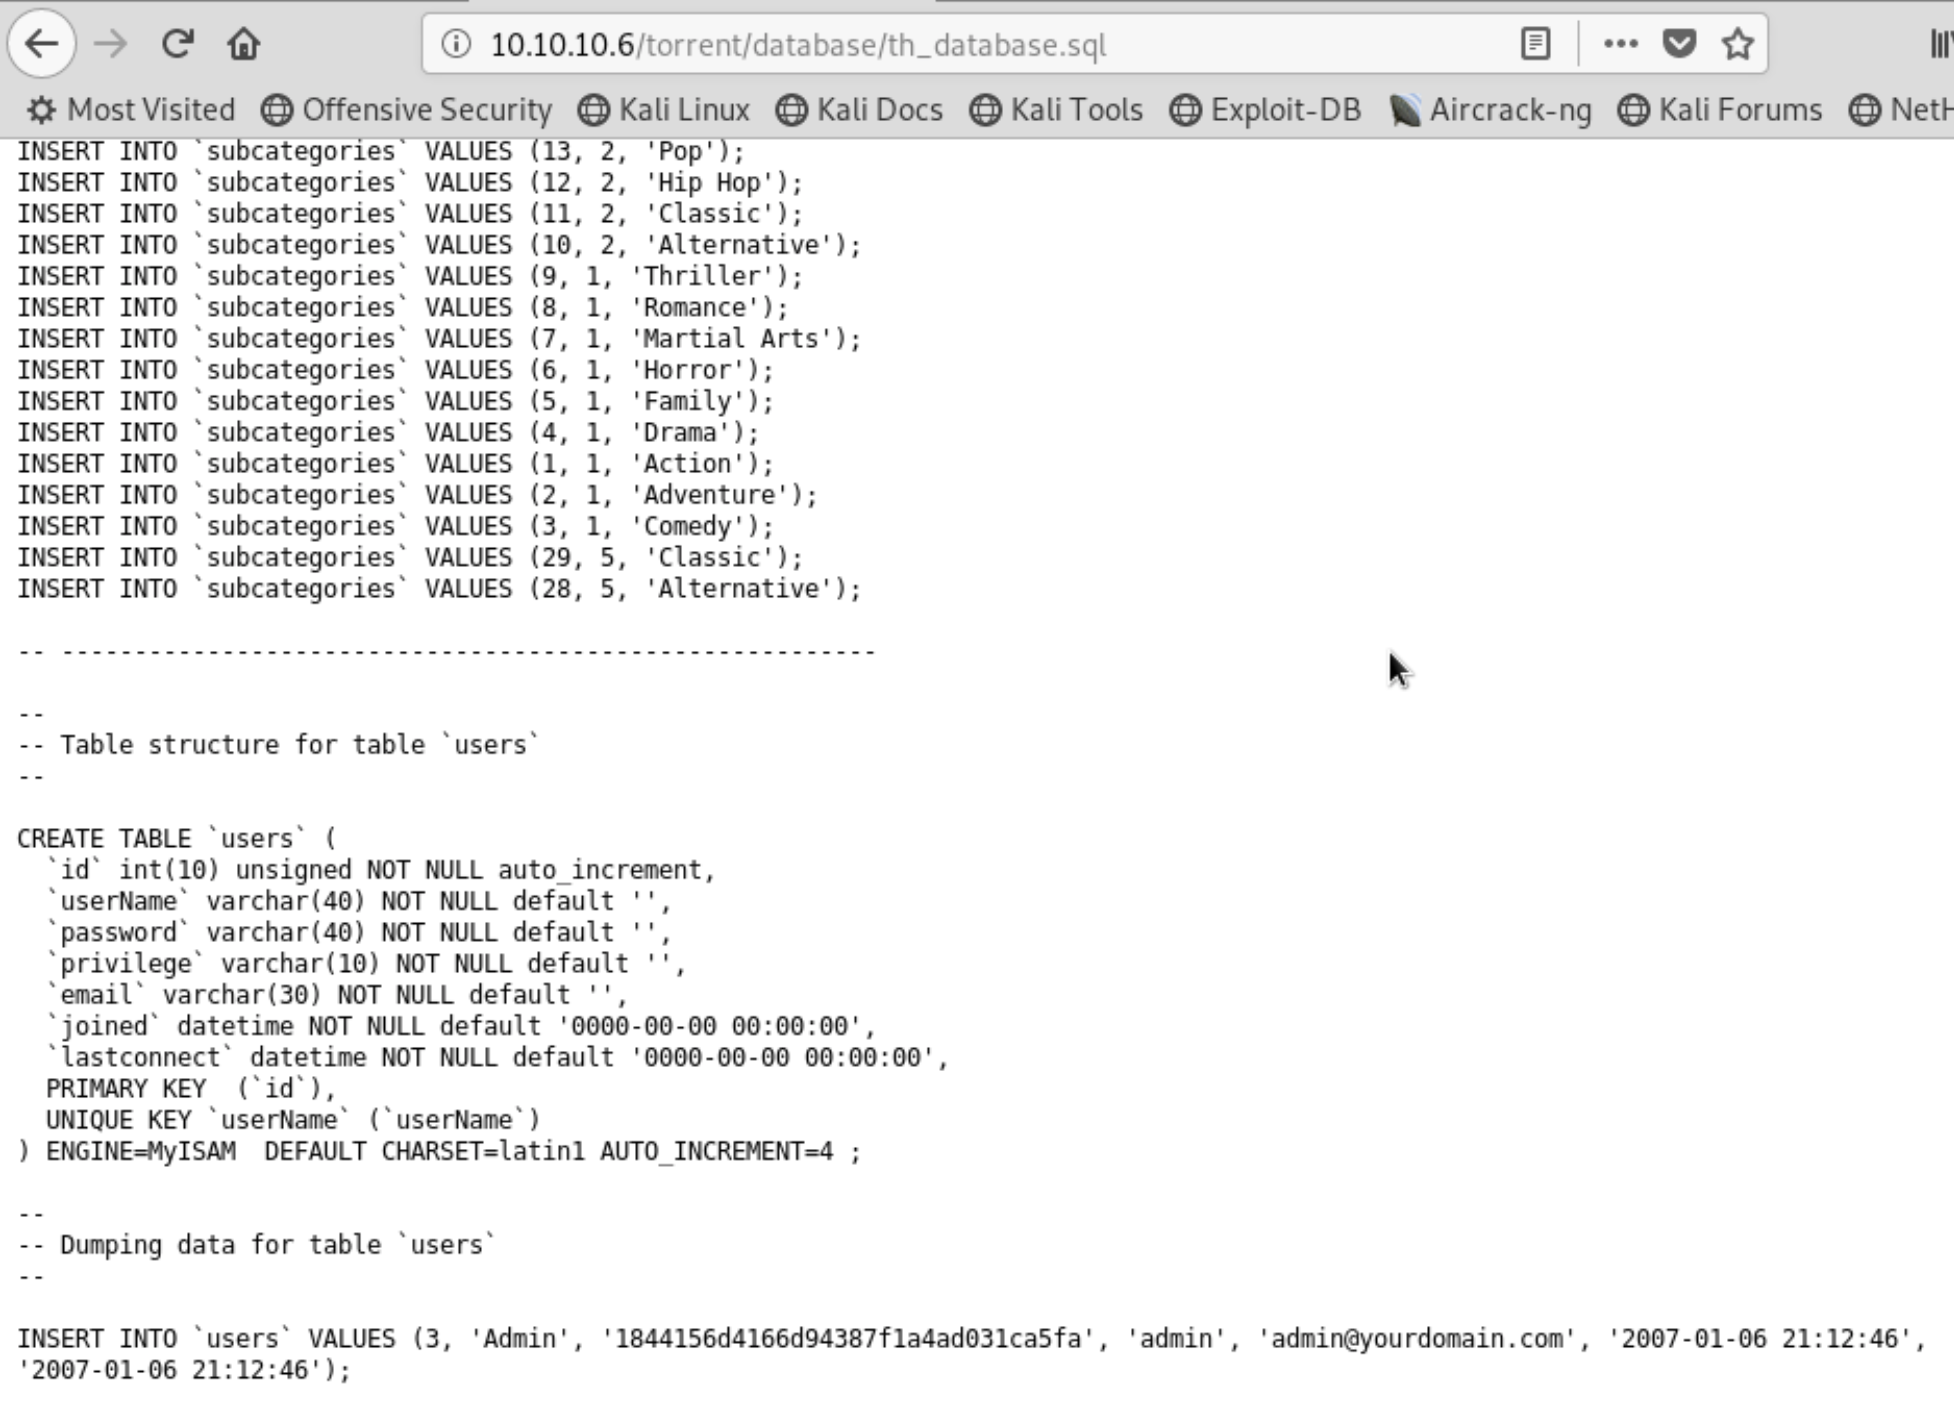 10.10.10.6/torrent/database/th_database.sql
Most Visited Offensive Security Kali Linux Kali Docs Kali Tools Exploit-DB Aircrack-ng Kali Forums NetH
INSERT INTO `subcategories` VALUES (13, 2, 'Pop');
INSERT INTO `subcategories` VALUES (12, 2, 'Hip Hop');
INSERT INTO `subcategories` VALUES (11, 2, 'Classic');
INSERT INTO `subcategories` VALUES (10, 2, 'Alternative');
INSERT INTO `subcategories` VALUES (9, 1, 'Thriller');
INSERT INTO `subcategories` VALUES (8, 1, 'Romance');
INSERT INTO `subcategories` VALUES (7, 1, 'Martial Arts');
INSERT INTO `subcategories` VALUES (6, 1, 'Horror');
INSERT INTO `subcategories` VALUES (5, 1, 'Family');
INSERT INTO `subcategories` VALUES (4, 1, 'Drama');
INSERT INTO `subcategories` VALUES (1, 1, 'Action');
INSERT INTO `subcategories` VALUES (2, 1, 'Adventure');
INSERT INTO `subcategories` VALUES (3, 1, 'Comedy');
INSERT INTO `subcategories` VALUES (29, 5, 'Classic');
INSERT INTO `subcategories` VALUES (28, 5, 'Alternative');
-- --------------------------------------------------------
--
-- Table structure for table `users`
--
CREATE TABLE `users` (
  `id` int(10) unsigned NOT NULL auto_increment,
  `userName` varchar(40) NOT NULL default '',
  `password` varchar(40) NOT NULL default '',
  `privilege` varchar(10) NOT NULL default '',
  `email` varchar(30) NOT NULL default '',
  `joined` datetime NOT NULL default '0000-00-00 00:00:00',
  `lastconnect` datetime NOT NULL default '0000-00-00 00:00:00',
  PRIMARY KEY  (`id`),
  UNIQUE KEY `userName` (`userName`)
) ENGINE=MyISAM  DEFAULT CHARSET=latin1 AUTO_INCREMENT=4 ;
--
-- Dumping data for table `users`
--
INSERT INTO `users` VALUES (3, 'Admin', '1844156d4166d94387f1a4ad031ca5fa', 'admin', 'admin@yourdomain.com', '2007-01-06 21:12:46',
'2007-01-06 21:12:46');